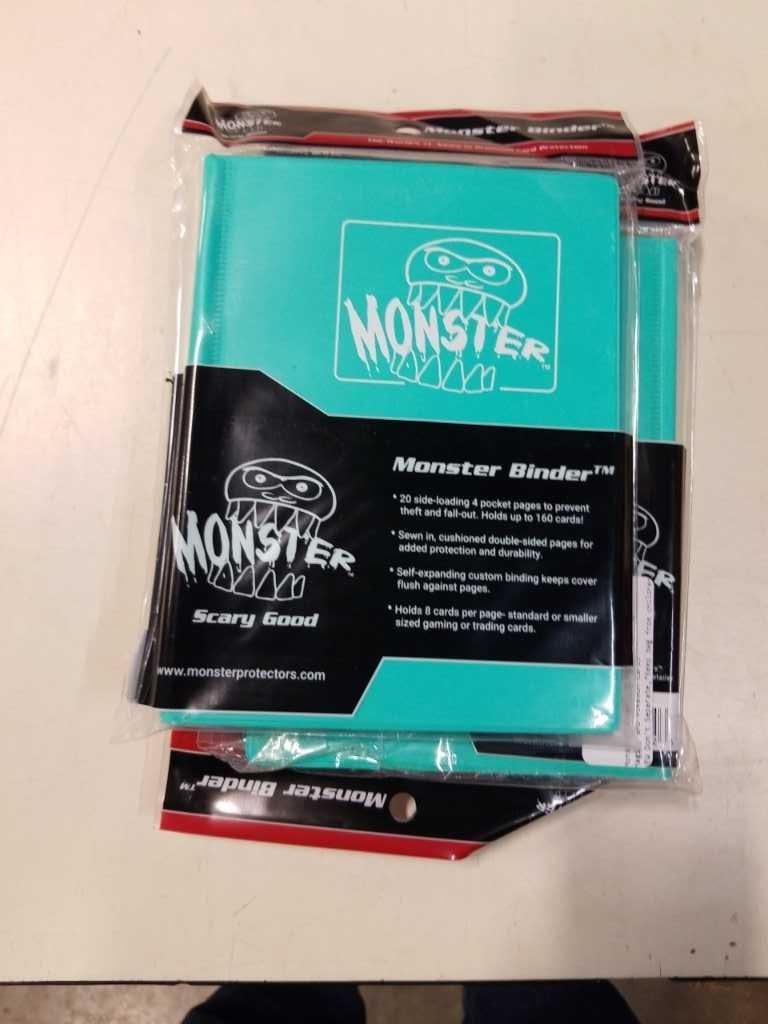 MONSTER
Monster Binder™
MONSTER
MONSTER™
Monster Binder™
* 20 side-loading 4 pocket pages to prevent
theft and fall-out. Holds up to 160 cards!
* Sewn in, cushioned double-sided pages for
added protection and durability.
* Self-expanding custom binding keeps cover
flush against pages.
* Holds 8 cards per page- standard or smaller
sized gaming or trading cards.
MONSTER™
Scary Good
www.monsterprotectors.com
ER
Monster Binder™